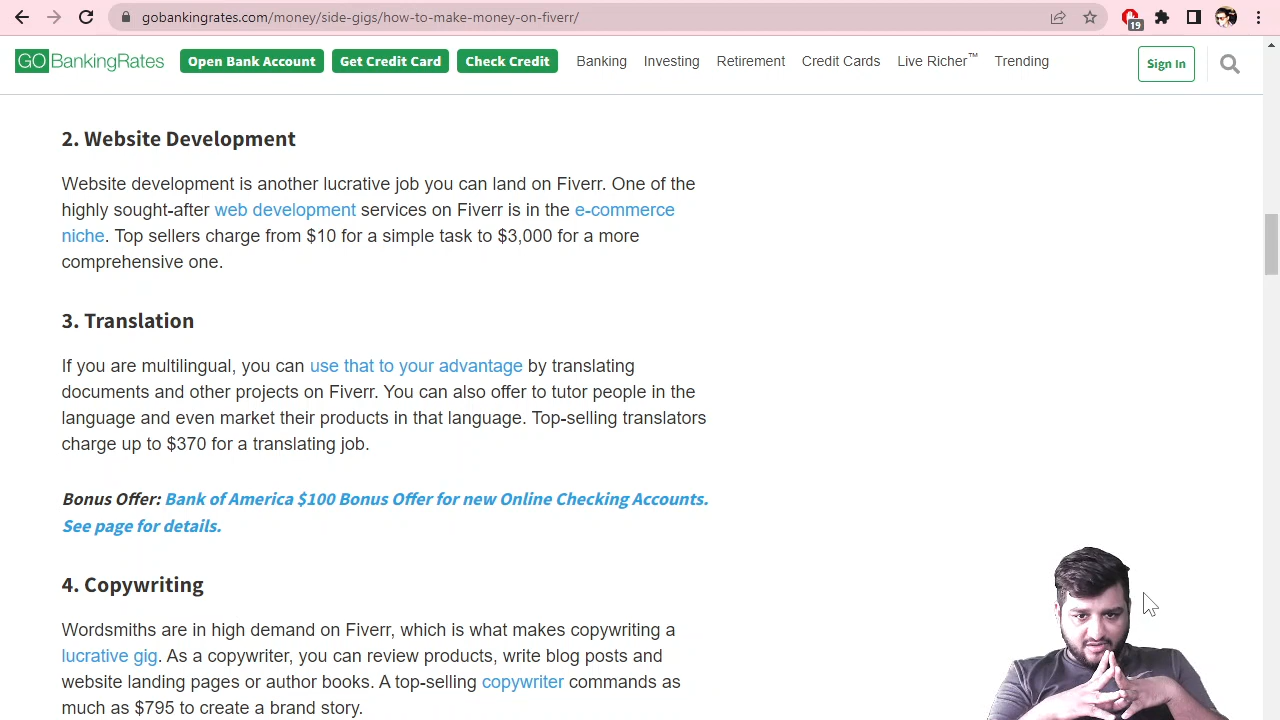 gobankingrates.com/money/side-gigs/how-to-make-money-on-fiverr/
19
GOBankingRates
Open Bank Account
Get Credit Card
Check Credit
Banking
Investing
Retirement
Credit Cards
Live Richer™
Trending
Sign In
2. Website Development
Website development is another lucrative job you can land on Fiverr. One of the
highly sought-after web development services on Fiverr is in the e-commerce
niche. Top sellers charge from $10 for a simple task to $3,000 for a more
comprehensive one.
3. Translation
If you are multilingual, you can use that to your advantage by translating
documents and other projects on Fiverr. You can also offer to tutor people in the
language and even market their products in that language. Top-selling translators
charge up to $370 for a translating job.
Bonus Offer: Bank of America $100 Bonus Offer for new Online Checking Accounts.
See page for details.
4. Copywriting
Wordsmiths are in high demand on Fiverr, which is what makes copywriting a
lucrative gig. As a copywriter, you can review products, write blog posts and
website landing pages or author books. A top-selling copywriter commands as
much as $795 to create a brand story.